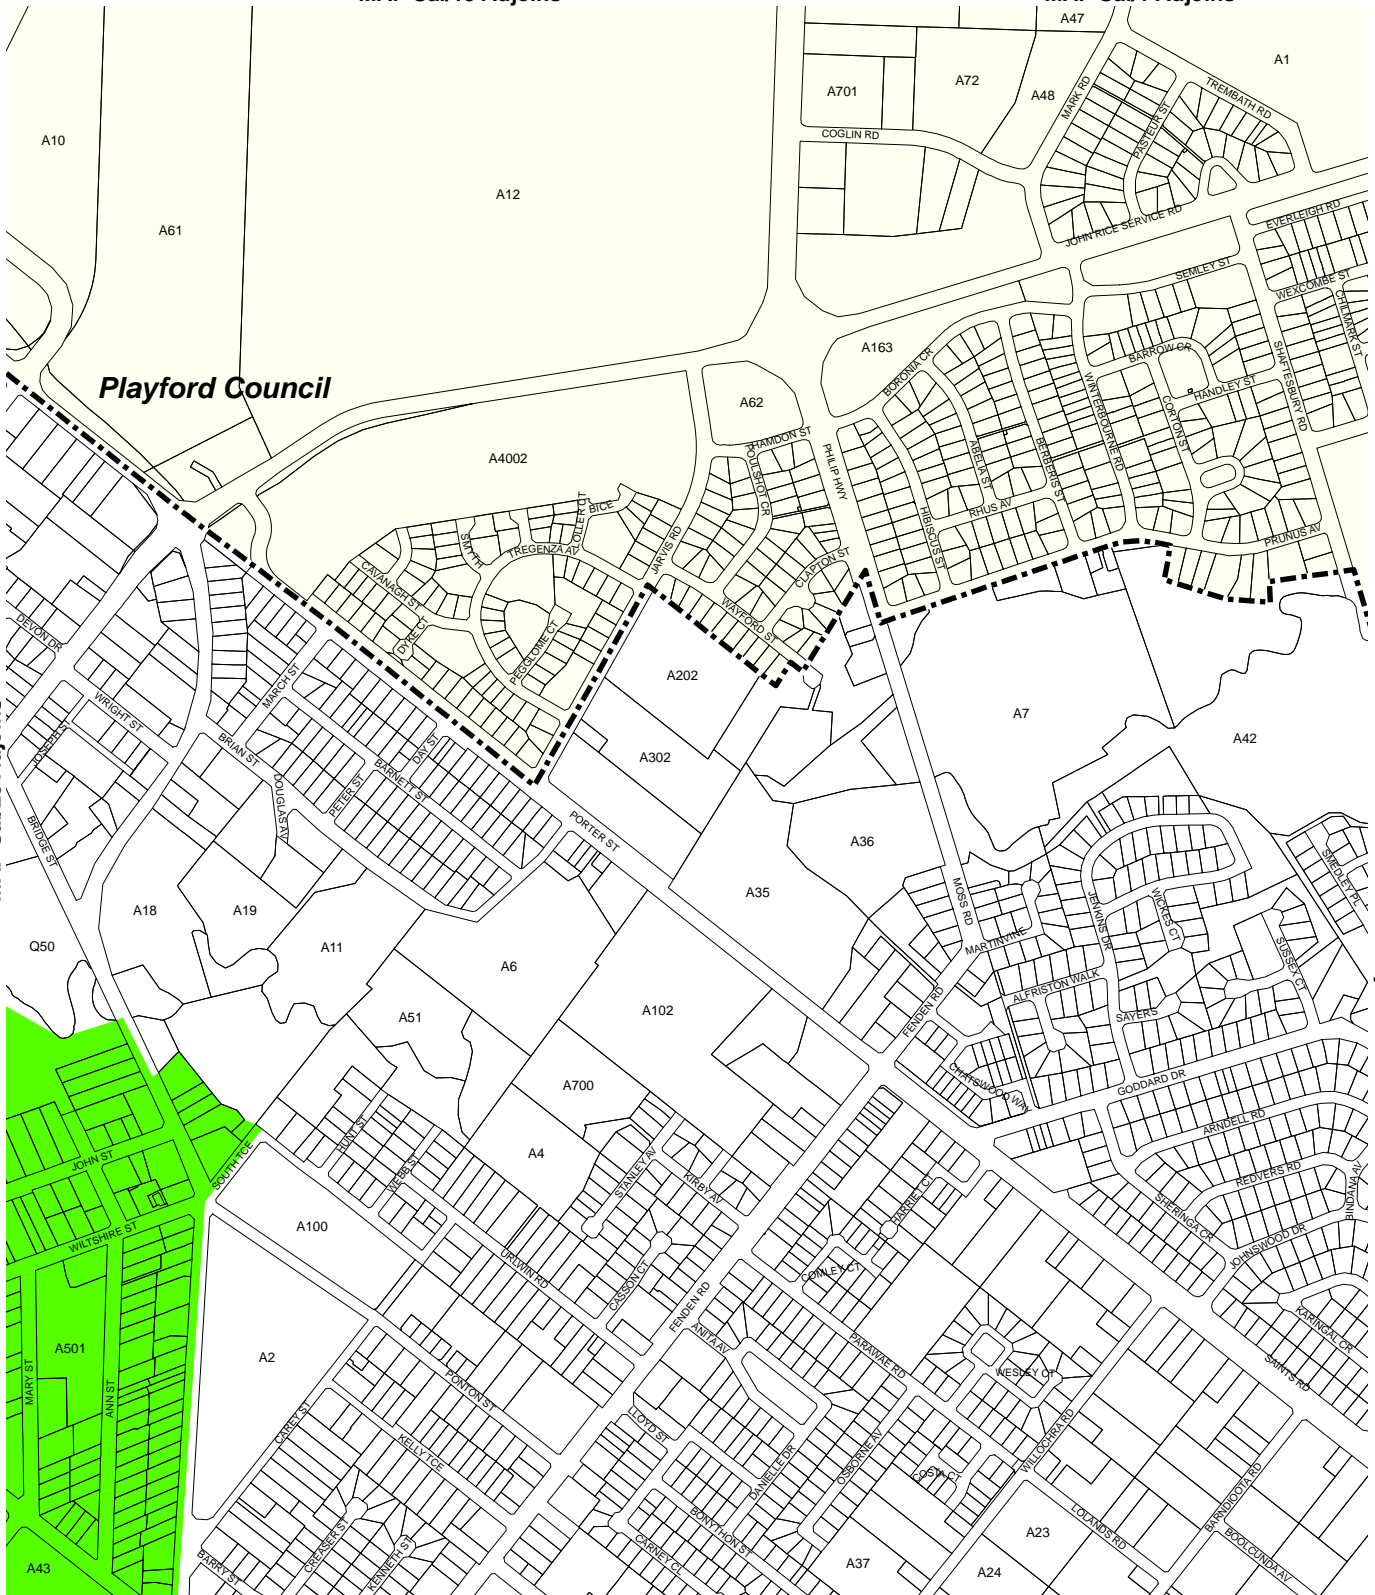 A47
A1
A72
A701
A48
MARK RD
TREMBATH RD
PASTEUR ST
COGLIN RD
A10
A12
A61
JOHN RICE SERVICE RD
EVERLEIGH RD
SEMLEY ST
WEXCOMBE ST
CHILMARK ST
A163
BORONIA CR
BARROW CR
SHAFTESBURY RD
Playford Council
HANDLEY ST
WINTERBOURNE RD
CORTON ST
A62
HAMDON ST
POULSHOT CR
PHILIP HWY
ABELIA ST
BERBERIS ST
A4002
RHUS AV
HIBISCUS ST
BICE
LOLLER CT
SMYTH
TREGENZA AV
JARVIS RD
PRUNUS AV
CLAPTON ST
CAVANAGH ST
WAYFORD ST
DYKE CT
PEGGLOME CT
DEVON DR
A202
MARCH ST
A7
WRIGHT ST
A42
JOSEPH ST
BRIAN ST
DAY ST
A302
BARNETT ST
PETER ST
DOUGLAS AV
BRIDGE ST
PORTER ST
A36
SMEDLEY PL
A35
MOSS RD
JENKINS DR
WICKES CT
A18
A19
MARTINVINE
Q50
A11
SUSSEX CT
A6
ALFRISTON WALK
A51
A102
FENDEN RD
SAYERS
CHATSWOOD WAY
GODDARD DR
A700
ARNDELL RD
HUNT ST
A4
JOHN ST
SOUTH TCE
WEBB ST
STANLEY AV
KIRBY AV
HARRIET CT
REDVERS RD
BINDANA AV
SHERINGA CR
A100
WILTSHIRE ST
JOHNSWOOD DR
URLWIN RD
CASSON CT
COMLEY CT
FENDEN RD
KARINGAL CR
ANITA AV
PARAWAE RD
A501
A2
WESLEY CT
SAINTS RD
MARY ST
ANN ST
PONTON ST
CAREY ST
LLOYD ST
WILLOCHRA RD
KELLY TCE
OSBORNE AV
DANIELLE DR
COSTA CT
BARNDIOOTA RD
BONYTHON ST
LOLANDS RD
A23
BOOLCUNDA AV
CREASER ST
CARNEY CL
KENNETH ST
BARRY ST
A43
A37
A24